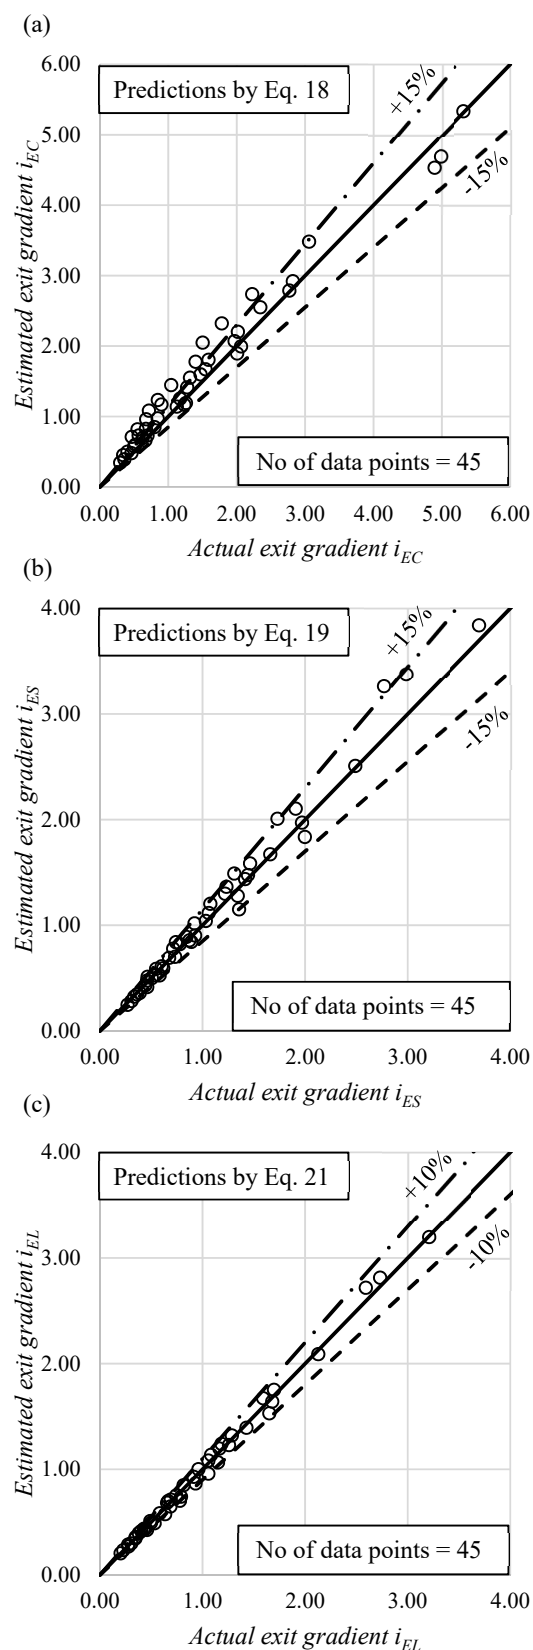 (a)
6.00
Predictions by Eq. 18
+15%
5.00
-15%
4.00
3.00
2.00
1.00
No of data points = 45
0.00
0.00 1.00 2.00 3.00 4.00 5.00 6.00
Estimated exit gradient i_EC
Actual exit gradient i_EC
(b)
4.00
Predictions by Eq. 19
+15%
3.00
-15%
2.00
1.00
No of data points = 45
0.00
0.00 1.00 2.00 3.00 4.00
Estimated exit gradient i_ES
Actual exit gradient i_ES
(c)
4.00
Predictions by Eq. 21
+10%
-10%
3.00
2.00
1.00
No of data points = 45
0.00
0.00 1.00 2.00 3.00 4.00
Estimated exit gradient i_EL
Actual exit gradient i_EL